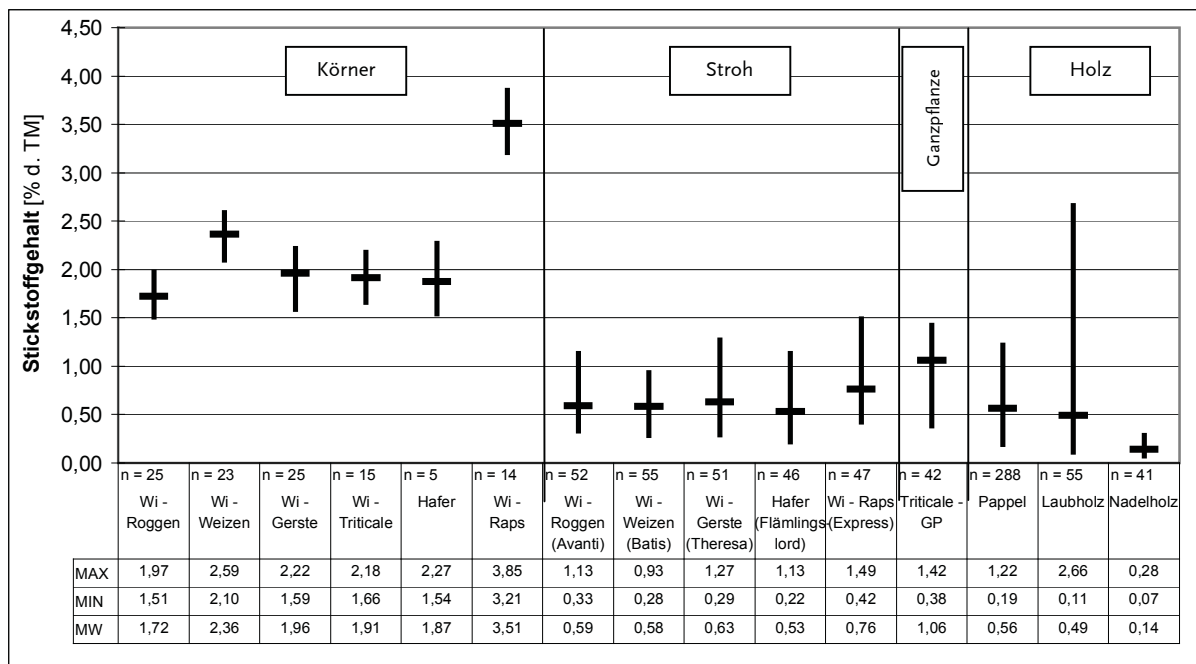 4,50
4,00
3,50
3,00
2,50
2,00
1,50
1,00
0,50
0,00
Stickstoffgehalt [% d. TM]
Körner
Stroh
Ganzpflanze
Holz
n = 25 n = 23 n = 25 n = 15 n = 5 n = 14 n = 52 n = 55 n = 51 n = 46 n = 47 n = 42 n = 288 n = 55 n = 41
Wi - Wi - Wi - Wi - Hafer Wi - Wi - Wi - Wi - Hafer Wi - Raps Triticale - Pappel Laubholz Nadelholz
Roggen Weizen Gerste Triticale Raps Roggen Weizen Gerste (Flämlings- (Express) GP
(Avanti) (Batis) (Theresa) lord)
MAX 1,97 2,59 2,22 2,18 2,27 3,85 1,13 0,93 1,27 1,13 1,49 1,42 1,22 2,66 0,28
MIN 1,51 2,10 1,59 1,66 1,54 3,21 0,33 0,28 0,29 0,22 0,42 0,38 0,19 0,11 0,07
MW 1,72 2,36 1,96 1,91 1,87 3,51 0,59 0,58 0,63 0,53 0,76 1,06 0,56 0,49 0,14